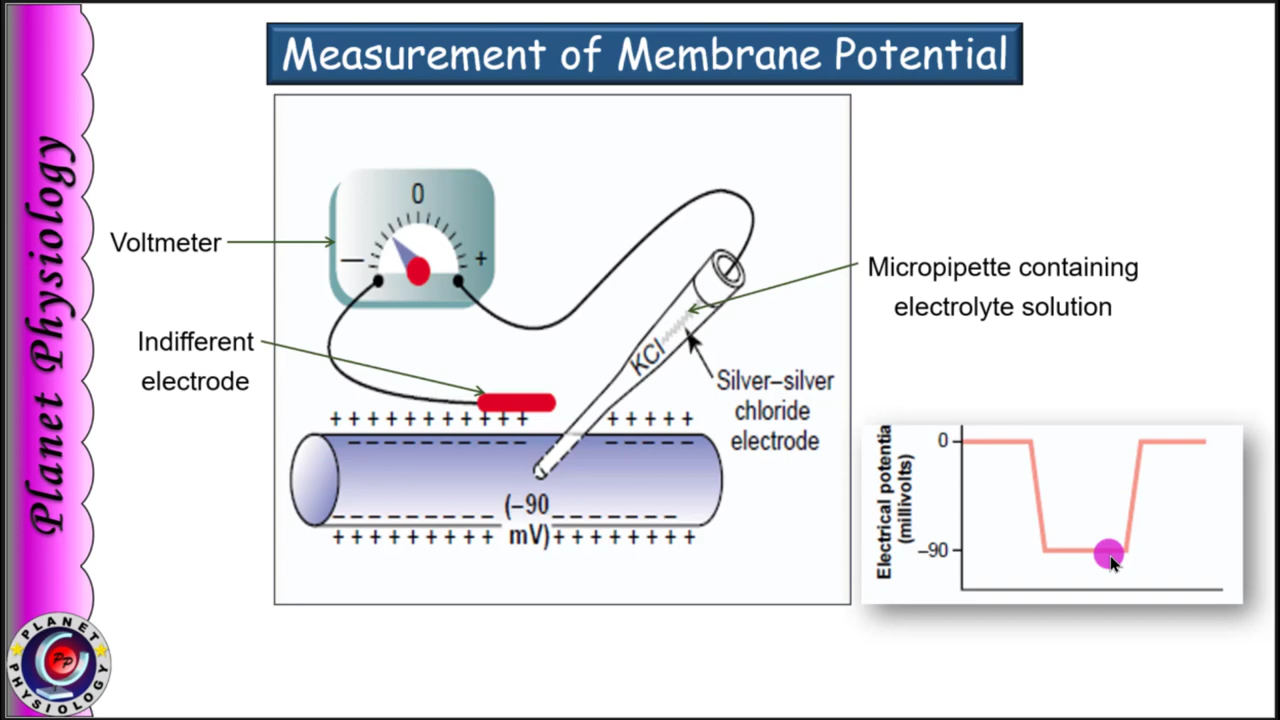 Measurement of Membrane Potential
Planet Physiology
0
— +
Voltmeter
Indifferent
electrode
Micropipette containing
electrolyte solution
KCl
Silver–silver
chloride
electrode
+ + + + + + + + + + + + + + + +
– – – – – – – – – – – – – – – –
(–90
mV)
+ + + + + + + + + + + + + + + + +
Electrical potentia
(millivolts)
0
–90
PLANET
PP
PHYSIOLOGY